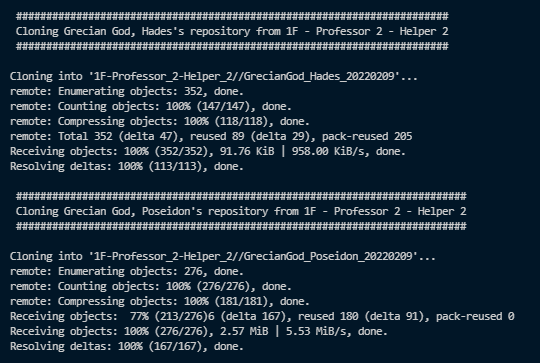 ########################################################################
Cloning Grecian God, Hades's repository from 1F - Professor 2 - Helper 2
########################################################################
Cloning into '1F-Professor_2-Helper_2//GrecianGod_Hades_20220209'...
remote: Enumerating objects: 352, done.
remote: Counting objects: 100% (147/147), done.
remote: Compressing objects: 100% (118/118), done.
remote: Total 352 (delta 47), reused 89 (delta 29), pack-reused 205
Receiving objects: 100% (352/352), 91.76 KiB | 958.00 KiB/s, done.
Resolving deltas: 100% (113/113), done.
###########################################################################
Cloning Grecian God, Poseidon's repository from 1F - Professor 2 - Helper 2
###########################################################################
Cloning into '1F-Professor_2-Helper_2//GrecianGod_Poseidon_20220209'...
remote: Enumerating objects: 276, done.
remote: Counting objects: 100% (276/276), done.
remote: Compressing objects: 100% (181/181), done.
Receiving objects:  77% (213/276)6 (delta 167), reused 180 (delta 91), pack-reused 0
Receiving objects: 100% (276/276), 2.57 MiB | 5.53 MiB/s, done.
Resolving deltas: 100% (167/167), done.